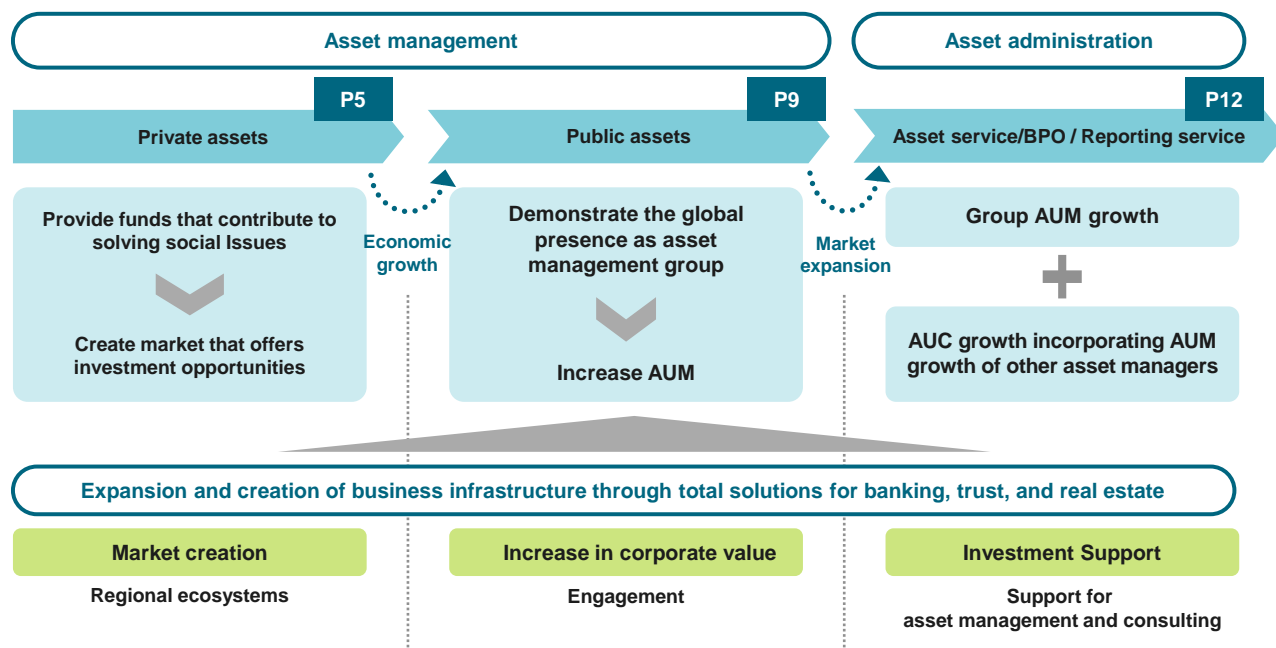 Asset management
Asset administration
P5
P9
P12
Private assets
Public assets
Asset service/BPO / Reporting service
Provide funds that contribute to
solving social Issues
Create market that offers
investment opportunities
Economic
growth
Demonstrate the global
presence as asset
management group
Increase AUM
Market
expansion
Group AUM growth
AUC growth incorporating AUM
growth of other asset managers
Expansion and creation of business infrastructure through total solutions for banking, trust, and real estate
Market creation
Regional ecosystems
Increase in corporate value
Engagement
Investment Support
Support for
asset management and consulting